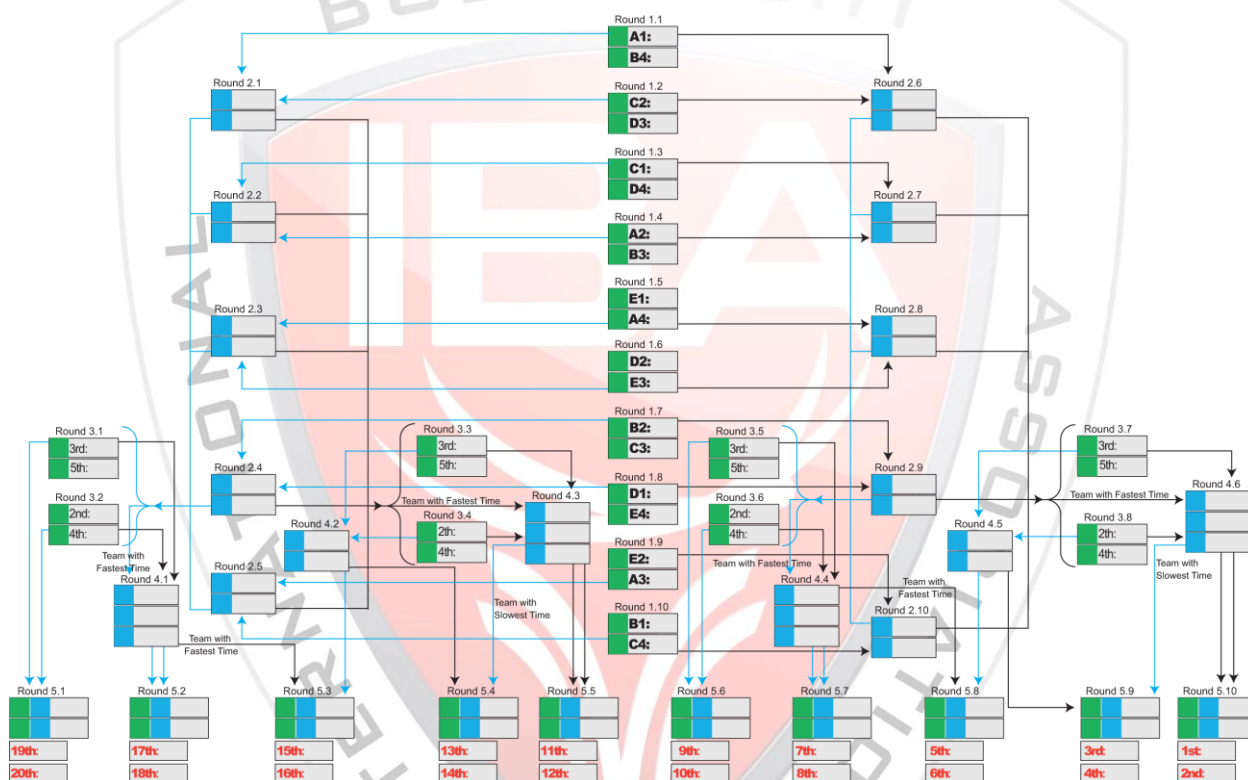 Round 1.1
A1:
B4:
Round 2.1
Round 1.2
C2:
D3:
Round 2.6
Round 1.3
C1:
D4:
Round 2.2
Round 2.7
Round 1.4
A2:
B3:
Round 1.5
E1:
A4:
Round 2.3
Round 2.8
Round 1.6
D2:
E3:
Round 1.7
B2:
C3:
Round 3.1
3rd:
5th:
Round 3.3
3rd:
5th:
Round 3.5
3rd:
5th:
Round 3.7
3rd:
5th:
Round 2.4
Round 2.9
Round 1.8
D1:
E4:
Round 3.2
2nd:
4th:
Team with Fastest Time
Round 4.3
Round 3.6
2nd:
4th:
Team with Fastest Time
Round 4.6
Round 3.4
2th:
4th:
Round 4.2
Round 4.5
Round 3.8
2th:
4th:
Round 1.9
E2:
A3:
Team with
Fastest Time
Round 4.1
Round 2.5
Team with Fastest Time
Round 4.4
Team with
Fastest Time
Team with
Slowest Time
Team with
Slowest Time
Round 1.10
B1:
C4:
Round 2.10
Team with
Fastest Time
Round 5.1
Round 5.2
Round 5.3
Round 5.4
Round 5.5
Round 5.6
Round 5.7
Round 5.8
Round 5.9
Round 5.10
19th:
17th:
15th:
13th:
11th:
9th:
7th:
5th:
3rd:
1st:
20th:
18th:
16th:
14th:
12th:
10th:
8th:
6th:
4th:
2nd:
IBA